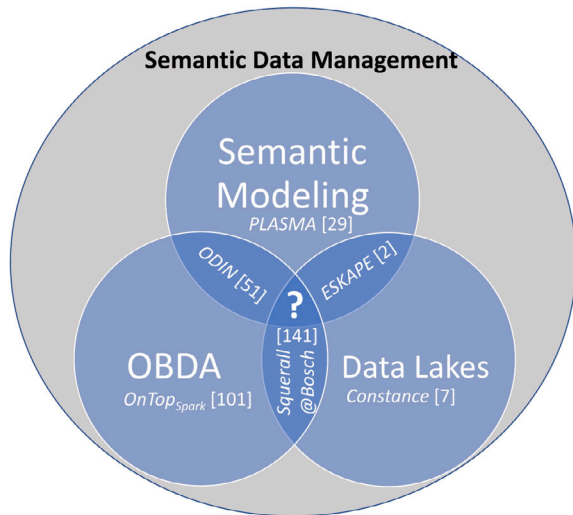 Semantic Data Management
Semantic
Modeling
PLASMA [29]
ODIN [51]
ESKAPE [2]
?
[141]
Squerall
@Bosch
OBDA
OnTopSpark [101]
Data Lakes
Constance [7]